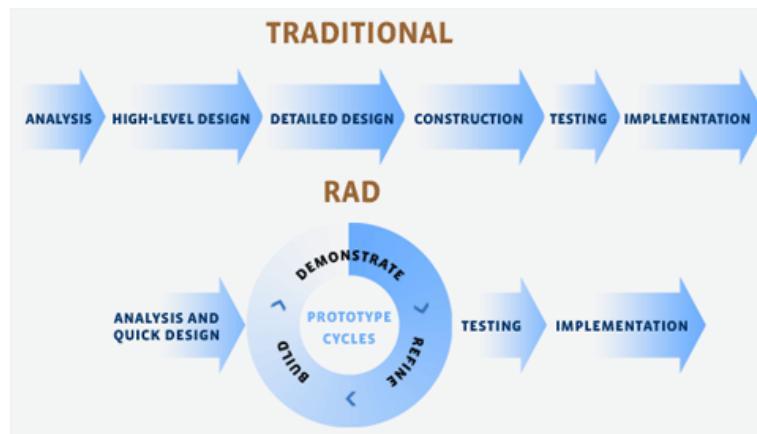 TRADITIONAL
ANALYSIS
HIGH-LEVEL DESIGN
DETAILED DESIGN
CONSTRUCTION
TESTING
IMPLEMENTATION
RAD
ANALYSIS AND
QUICK DESIGN
DEMONSTRATE
REFINE
BUILD
PROTOTYPE
CYCLES
TESTING
IMPLEMENTATION